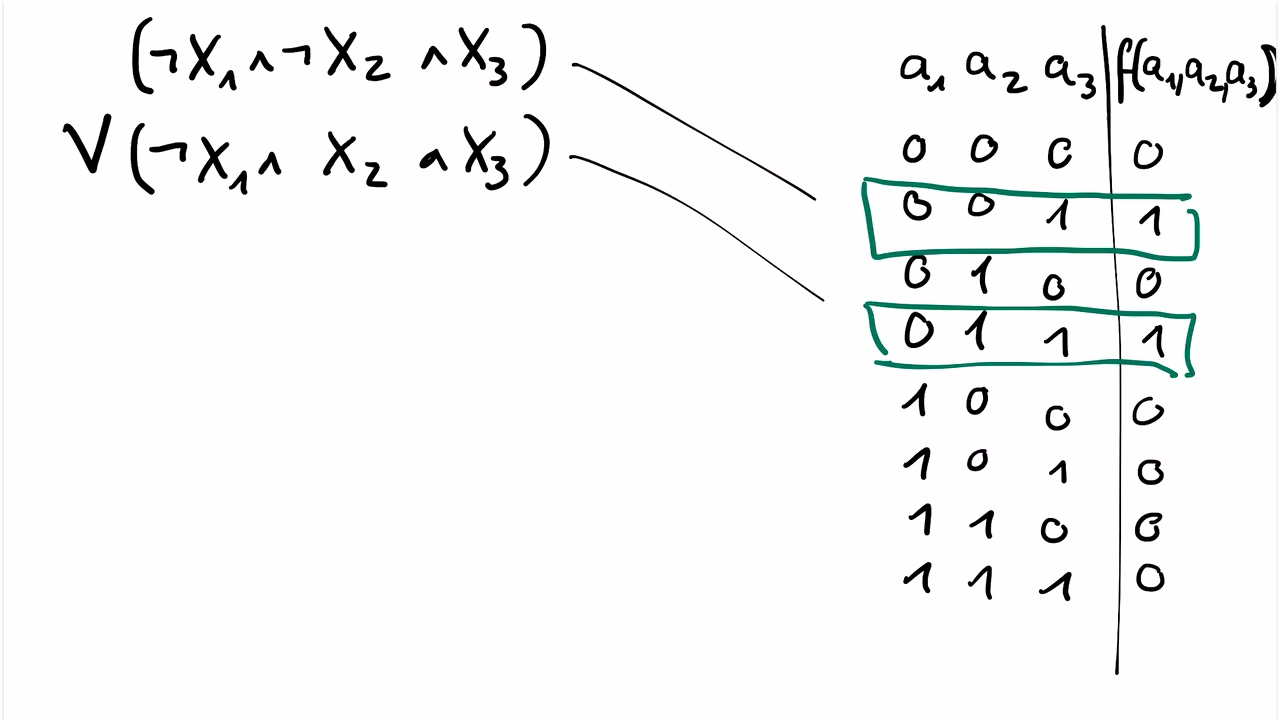 (¬X₁∧¬X₂∧X₃)
∨(¬X₁∧X₂∧X₃)
a₁ a₂ a₃ f(a₁,a₂,a₃)
0 0 0 0
0 0 1 1
0 1 0 0
0 1 1 1
1 0 0 0
1 0 1 0
1 1 0 0
1 1 1 0